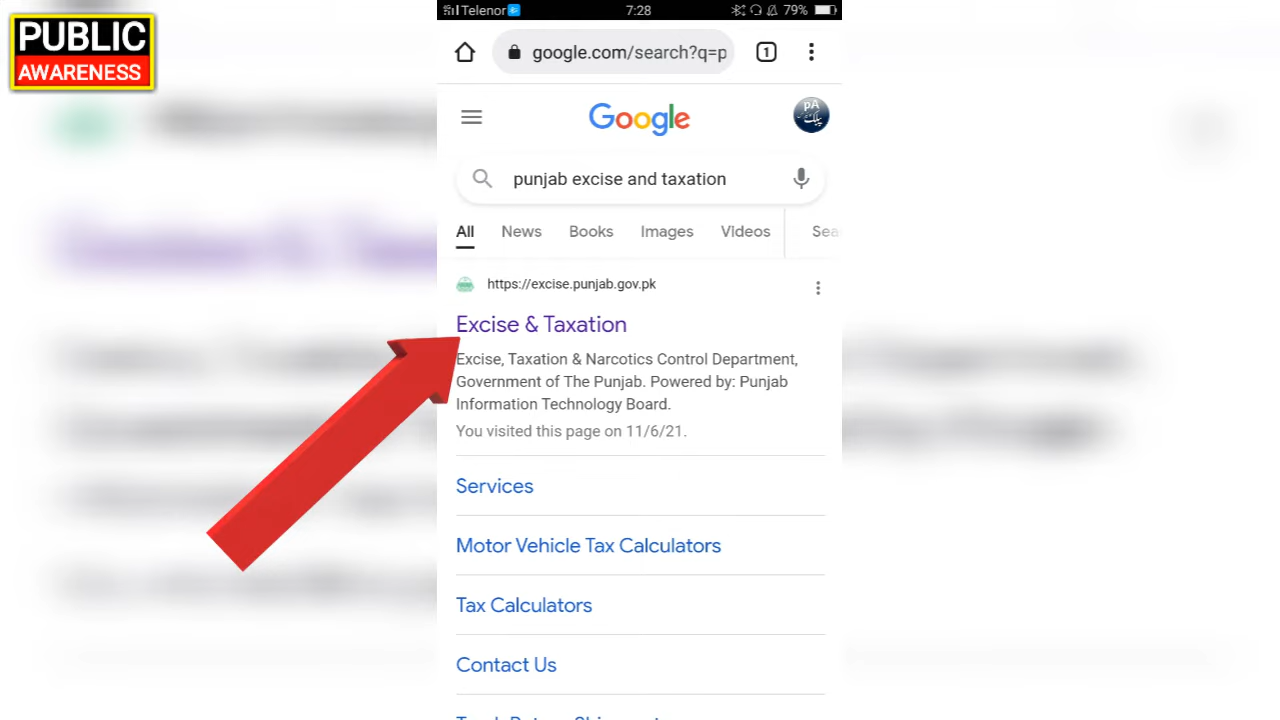 PUBLIC
AWARENESS
Telenor
7:28
79%
google.com/search?q=p
1
Google
pA
پبلک
punjab excise and taxation
All News Books Images Videos Sea
https://excise.punjab.gov.pk
Excise & Taxation
Excise, Taxation & Narcotics Control Department,
Government of The Punjab. Powered by: Punjab
Information Technology Board.
You visited this page on 11/6/21.
Services
Motor Vehicle Tax Calculators
Tax Calculators
Contact Us